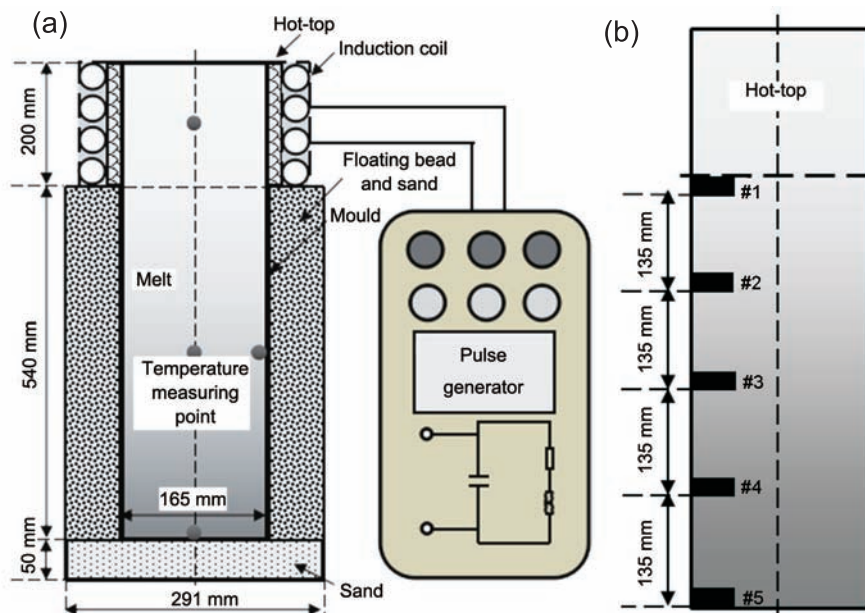 (a)
Hot-top
Induction coil
200 mm
Floating bead
and sand
Mould
Melt
540 mm
Temperature
measuring
point
165 mm
50 mm
Sand
291 mm
Pulse
generator
(b)
Hot-top
#1
135 mm
#2
135 mm
#3
135 mm
#4
135 mm
#5